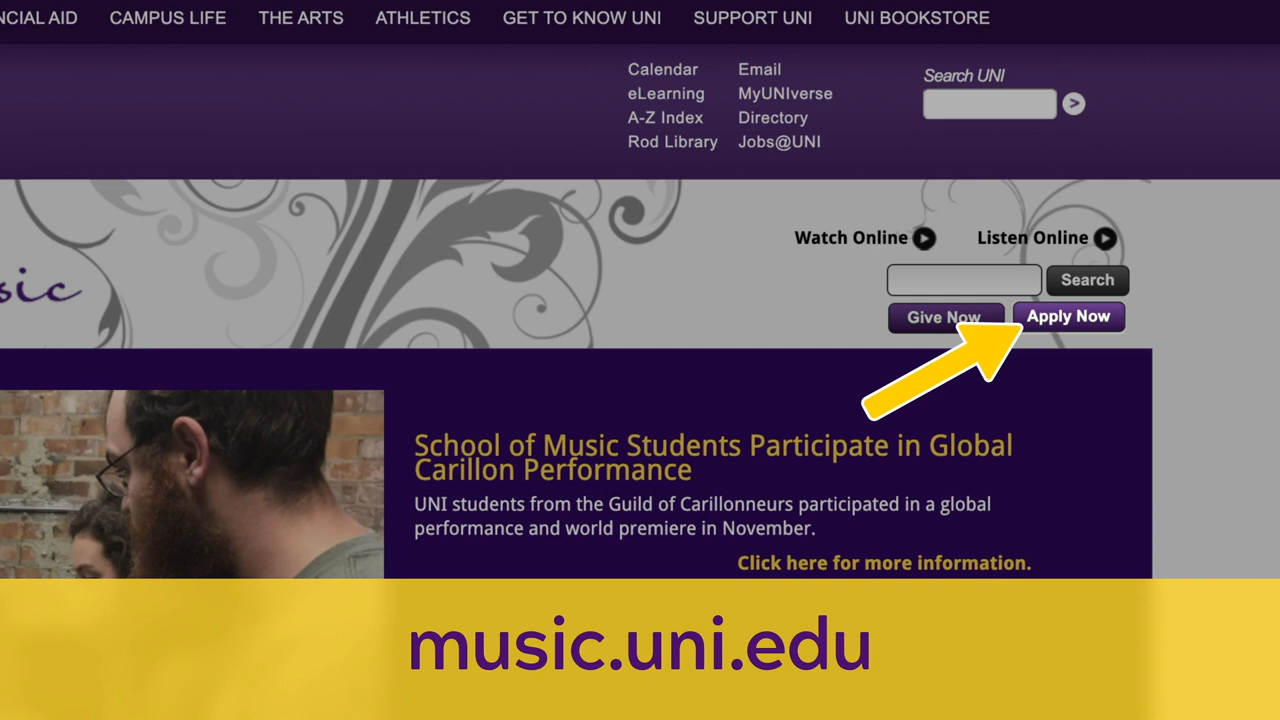 NCIAL AID CAMPUS LIFE THE ARTS ATHLETICS GET TO KNOW UNI SUPPORT UNI UNI BOOKSTORE
Calendar Email
eLearning MyUNIverse
A-Z Index Directory
Rod Library Jobs@UNI
Search UNI
Watch Online Listen Online
sic
Search
Give Now Apply Now
School of Music Students Participate in Global
Carillon Performance
UNI students from the Guild of Carillonneurs participated in a global
performance and world premiere in November.
Click here for more information.
music.uni.edu